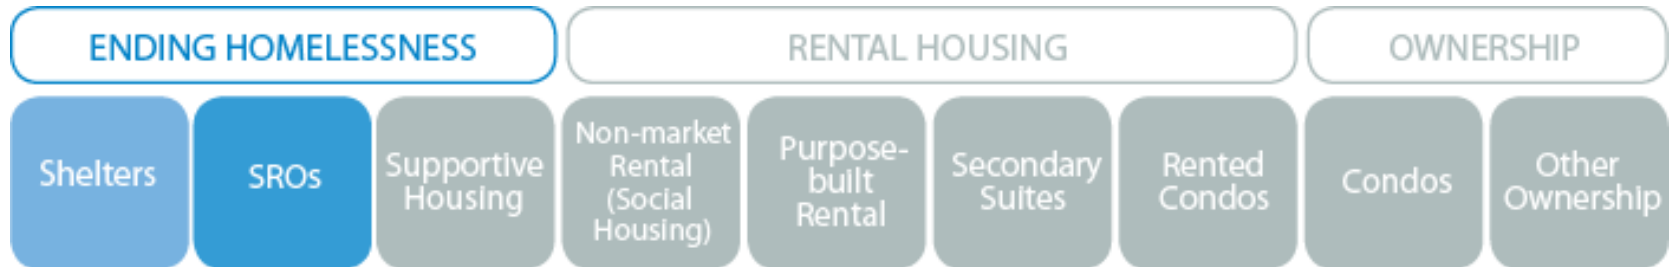 ENDING HOMELESSNESS
RENTAL HOUSING
OWNERSHIP
Shelters
SROs
Supportive
Housing
Non-market
Rental
(Social
Housing)
Purpose-
built
Rental
Secondary
Suites
Rented
Condos
Condos
Other
Ownership